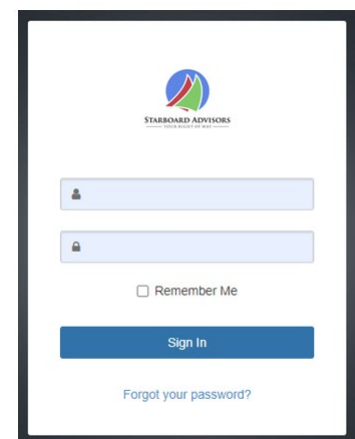 STARBOARD ADVISORS
YOUR RIGHT OF WAY
Remember Me
Sign In
Forgot your password?